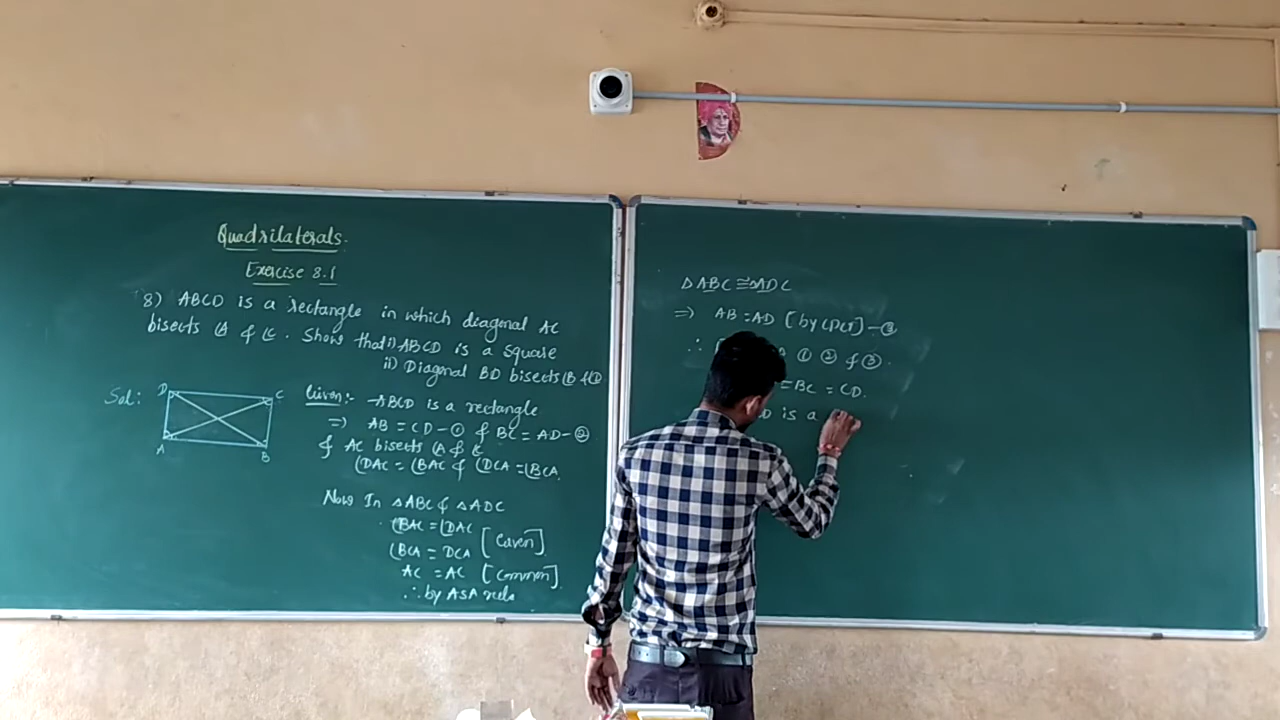 Quadrilaterals.
Exercise 8.1
8) ABCD is a rectangle in which diagonal AC
bisects ∠A & ∠C. Show that i) ABCD is a square
ii) Diagonal BD bisects ∠B & ∠D
Sol:
D
C
A
B
Given:- ABCD is a rectangle
⇒ AB = CD - ① & BC = AD - ②
& AC bisects ∠A & ∠C
∠DAC = ∠BAC & ∠DCA = ∠BCA
Now In △ABC & △ADC
∠BAC = ∠DAC
∠BCA = DCA [Given]
AC = AC [Common]
∴ by ASA rule
△ABC ≅ △ADC
⇒ AB = AD [by CPCT] - ③
∴ ① ② & ③.
= BC = CD.
D is a